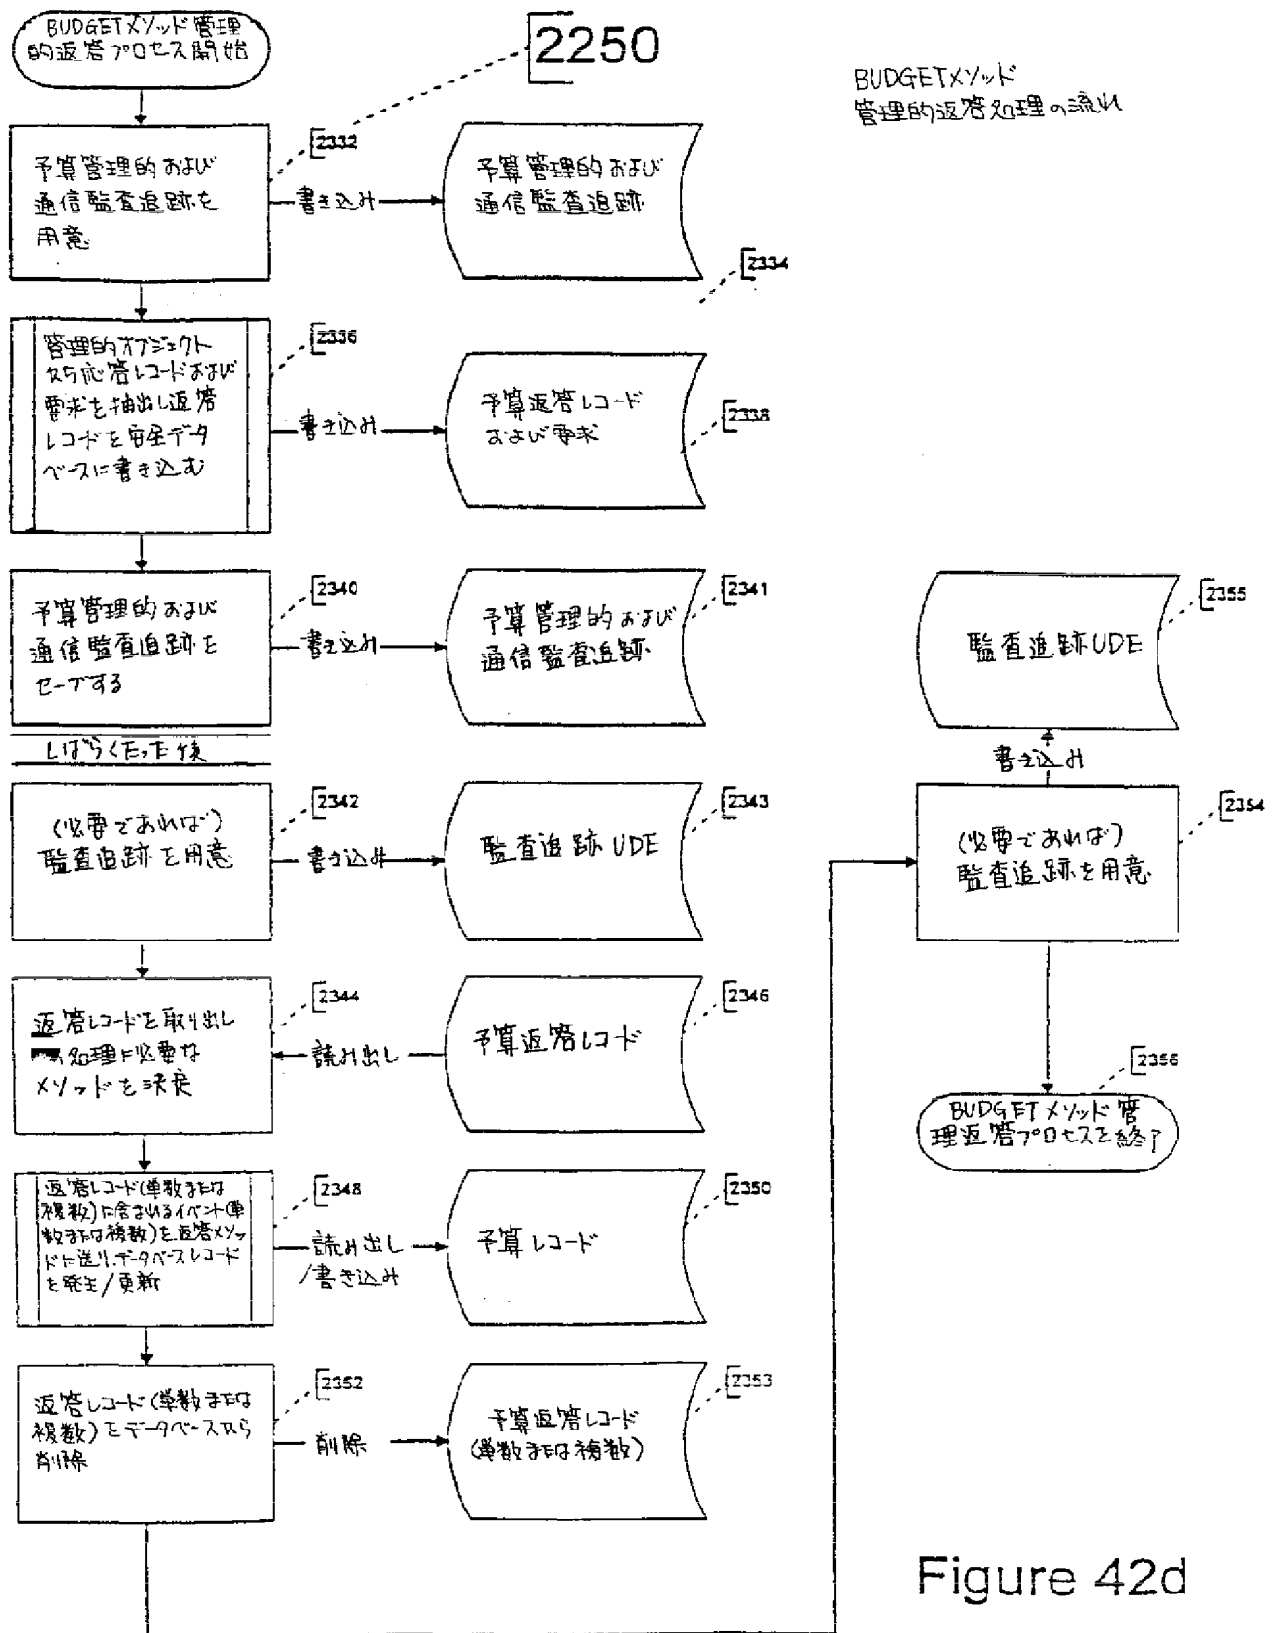 BUDGETメソッド管理
的返答プロセス開始
2250
BUDGETメソッド
管理的返答処理の流れ
2332
予算管理的および
通信監査追跡を
用意
書き込み
予算管理的および
通信監査追跡
2334
2336
管理的オブジェクト
から応答レコードおよび
要求を抽出し返答
レコードを安全データ
ベースに書き込む
書き込み
予算返答レコード
および要求
2338
2340
予算管理的および
通信監査追跡を
セーブする
書き込み
予算管理的および
通信監査追跡
2341
しばらくたった後
2342
(必要であれば)
監査追跡を用意
書き込み
監査追跡UDE
2343
2344
返答レコードを取り出し
処理に必要な
メソッドを決定
読み出し
予算返答レコード
2346
2348
返答レコード(単数または
複数)に含まれるイベント(単
数または複数)を返答メソッ
ドに送り、データベースレコード
を発生/更新
読み出し
/書き込み
予算レコード
2350
2352
返答レコード(単数または
複数)をデータベースから
削除
削除
予算返答レコード
(単数または複数)
2353
2355
監査追跡UDE
書き込み
2354
(必要であれば)
監査追跡を用意
2356
BUDGETメソッド管
理返答プロセスを終了
Figure 42d